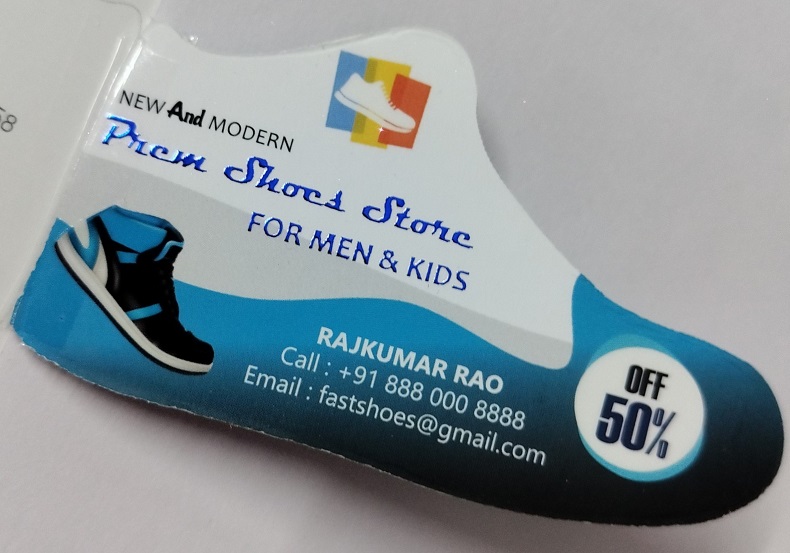 58
NEW And MODERN
Prem Shoes Store
FOR MEN & KIDS
RAJKUMAR RAO
Call : +91 888 000 8888
Email : fastshoes@gmail.com
OFF
50%